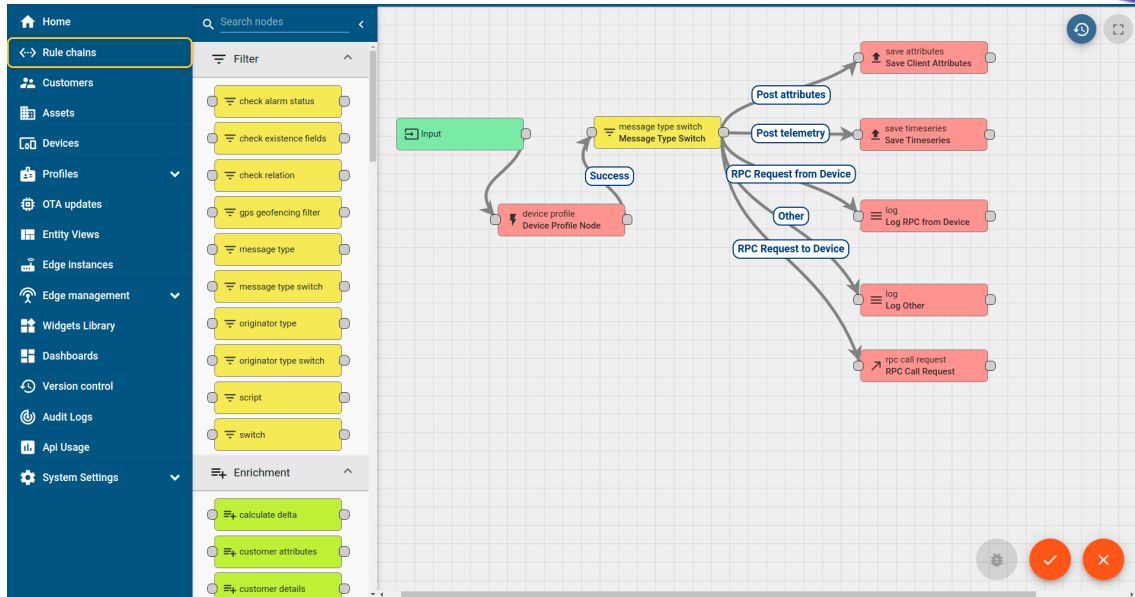 Home
Rule chains
Customers
Assets
Devices
Profiles
OTA updates
Entity Views
Edge instances
Edge management
Widgets Library
Dashboards
Version control
Audit Logs
Api Usage
System Settings
Search nodes
Filter
check alarm status
check existence fields
check relation
gps geofencing filter
message type
message type switch
originator type
originator type switch
script
switch
Enrichment
calculate delta
customer attributes
customer details
Input
device profile
Device Profile Node
Success
message type switch
Message Type Switch
Post attributes
Post telemetry
RPC Request from Device
Other
RPC Request to Device
save attributes
Save Client Attributes
save timeseries
Save Timeseries
log
Log RPC from Device
log
Log Other
rpc call request
RPC Call Request